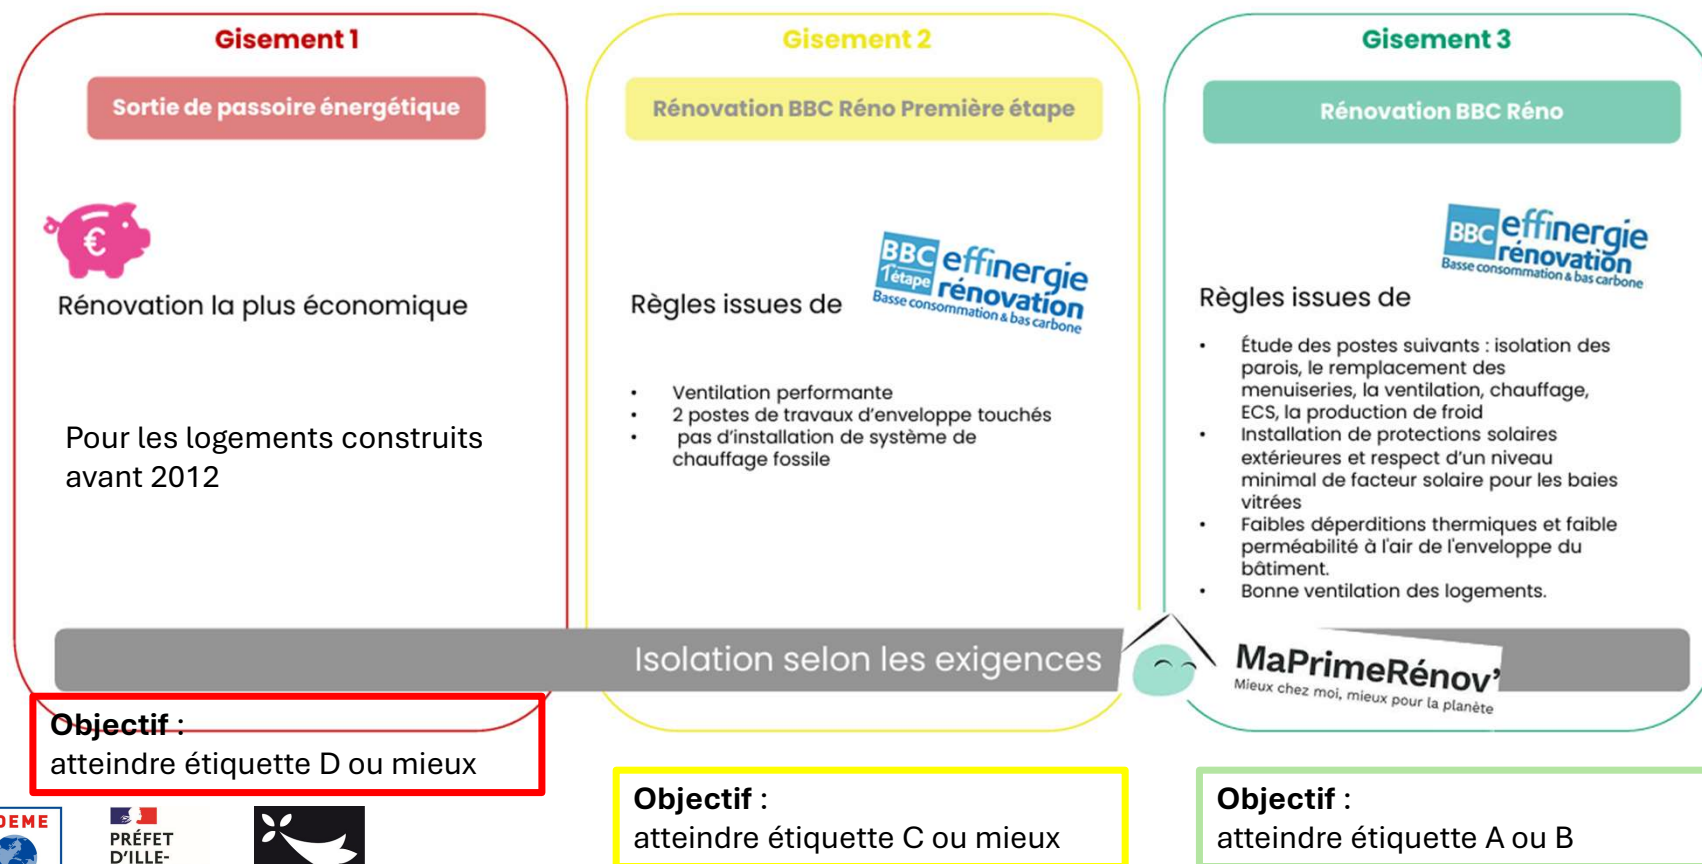 Gisement 1
Sortie de passoire énergétique
€
Rénovation la plus économique
Pour les logements construits
avant 2012
Gisement 2
Rénovation BBC Réno Première étape
Règles issues de
BBC effinergie
1ère étape rénovation
Basse consommation & bas carbone
• Ventilation performante
• 2 postes de travaux d'enveloppe touchés
• pas d'installation de système de
chauffage fossile
Gisement 3
Rénovation BBC Réno
BBC effinergie
rénovation
Basse consommation & bas carbone
Règles issues de
• Étude des postes suivants : isolation des
parois, le remplacement des
menuiseries, la ventilation, chauffage,
ECS, la production de froid
• Installation de protections solaires
extérieures et respect d'un niveau
minimal de facteur solaire pour les baies
vitrées
• Faibles déperditions thermiques et faible
perméabilité à l'air de l'enveloppe du
bâtiment.
• Bonne ventilation des logements.
Isolation selon les exigences
MaPrimeRénov'
Mieux chez moi, mieux pour la planète
Objectif :
atteindre étiquette D ou mieux
Objectif :
atteindre étiquette C ou mieux
Objectif :
atteindre étiquette A ou B
DEME
PRÉFET
D'ILLE-